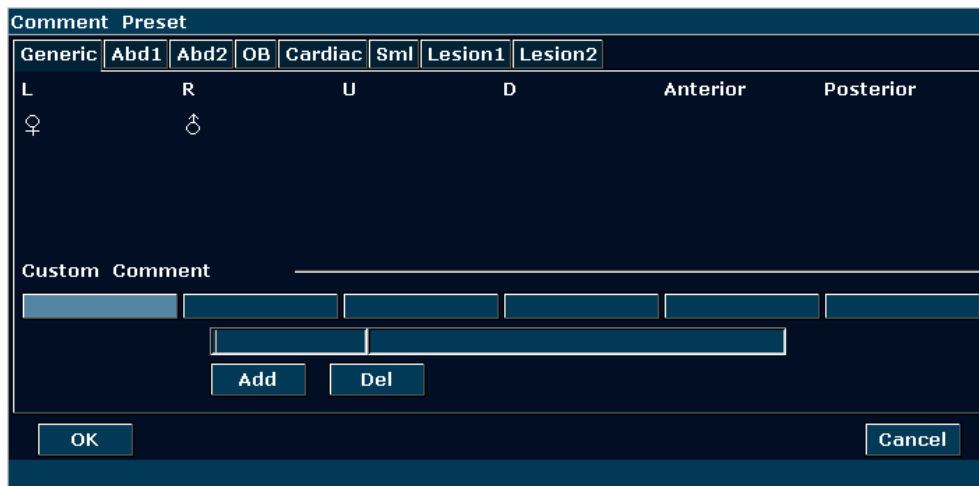 Comment Preset
Generic Abd1 Abd2 OB Cardiac Sml Lesion1 Lesion2
L R U D Anterior Posterior
♀ ♂
Custom Comment
Add Del
OK Cancel